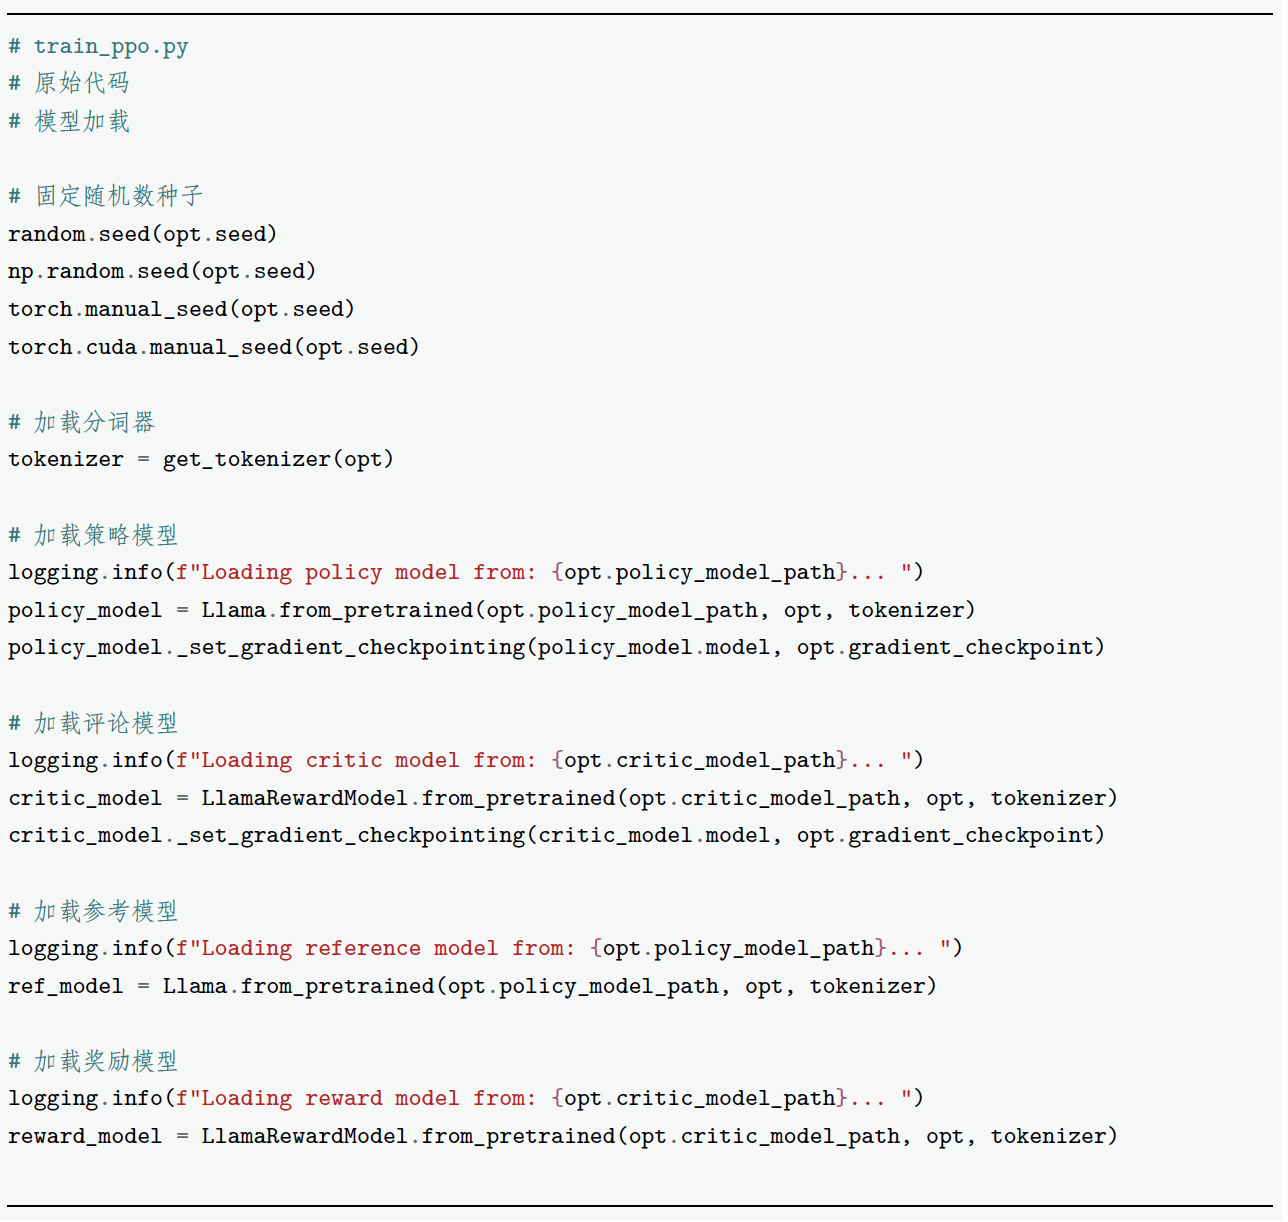 # train_ppo.py
# 原始代码
# 模型加载
# 固定随机数种子
random.seed(opt.seed)
np.random.seed(opt.seed)
torch.manual_seed(opt.seed)
torch.cuda.manual_seed(opt.seed)
# 加载分词器
tokenizer = get_tokenizer(opt)
# 加载策略模型
logging.info(f"Loading policy model from: {opt.policy_model_path}... ")
policy_model = Llama.from_pretrained(opt.policy_model_path, opt, tokenizer)
policy_model._set_gradient_checkpointing(policy_model.model, opt.gradient_checkpoint)
# 加载评论模型
logging.info(f"Loading critic model from: {opt.critic_model_path}... ")
critic_model = LlamaRewardModel.from_pretrained(opt.critic_model_path, opt, tokenizer)
critic_model._set_gradient_checkpointing(critic_model.model, opt.gradient_checkpoint)
# 加载参考模型
logging.info(f"Loading reference model from: {opt.policy_model_path}... ")
ref_model = Llama.from_pretrained(opt.policy_model_path, opt, tokenizer)
# 加载奖励模型
logging.info(f"Loading reward model from: {opt.critic_model_path}... ")
reward_model = LlamaRewardModel.from_pretrained(opt.critic_model_path, opt, tokenizer)